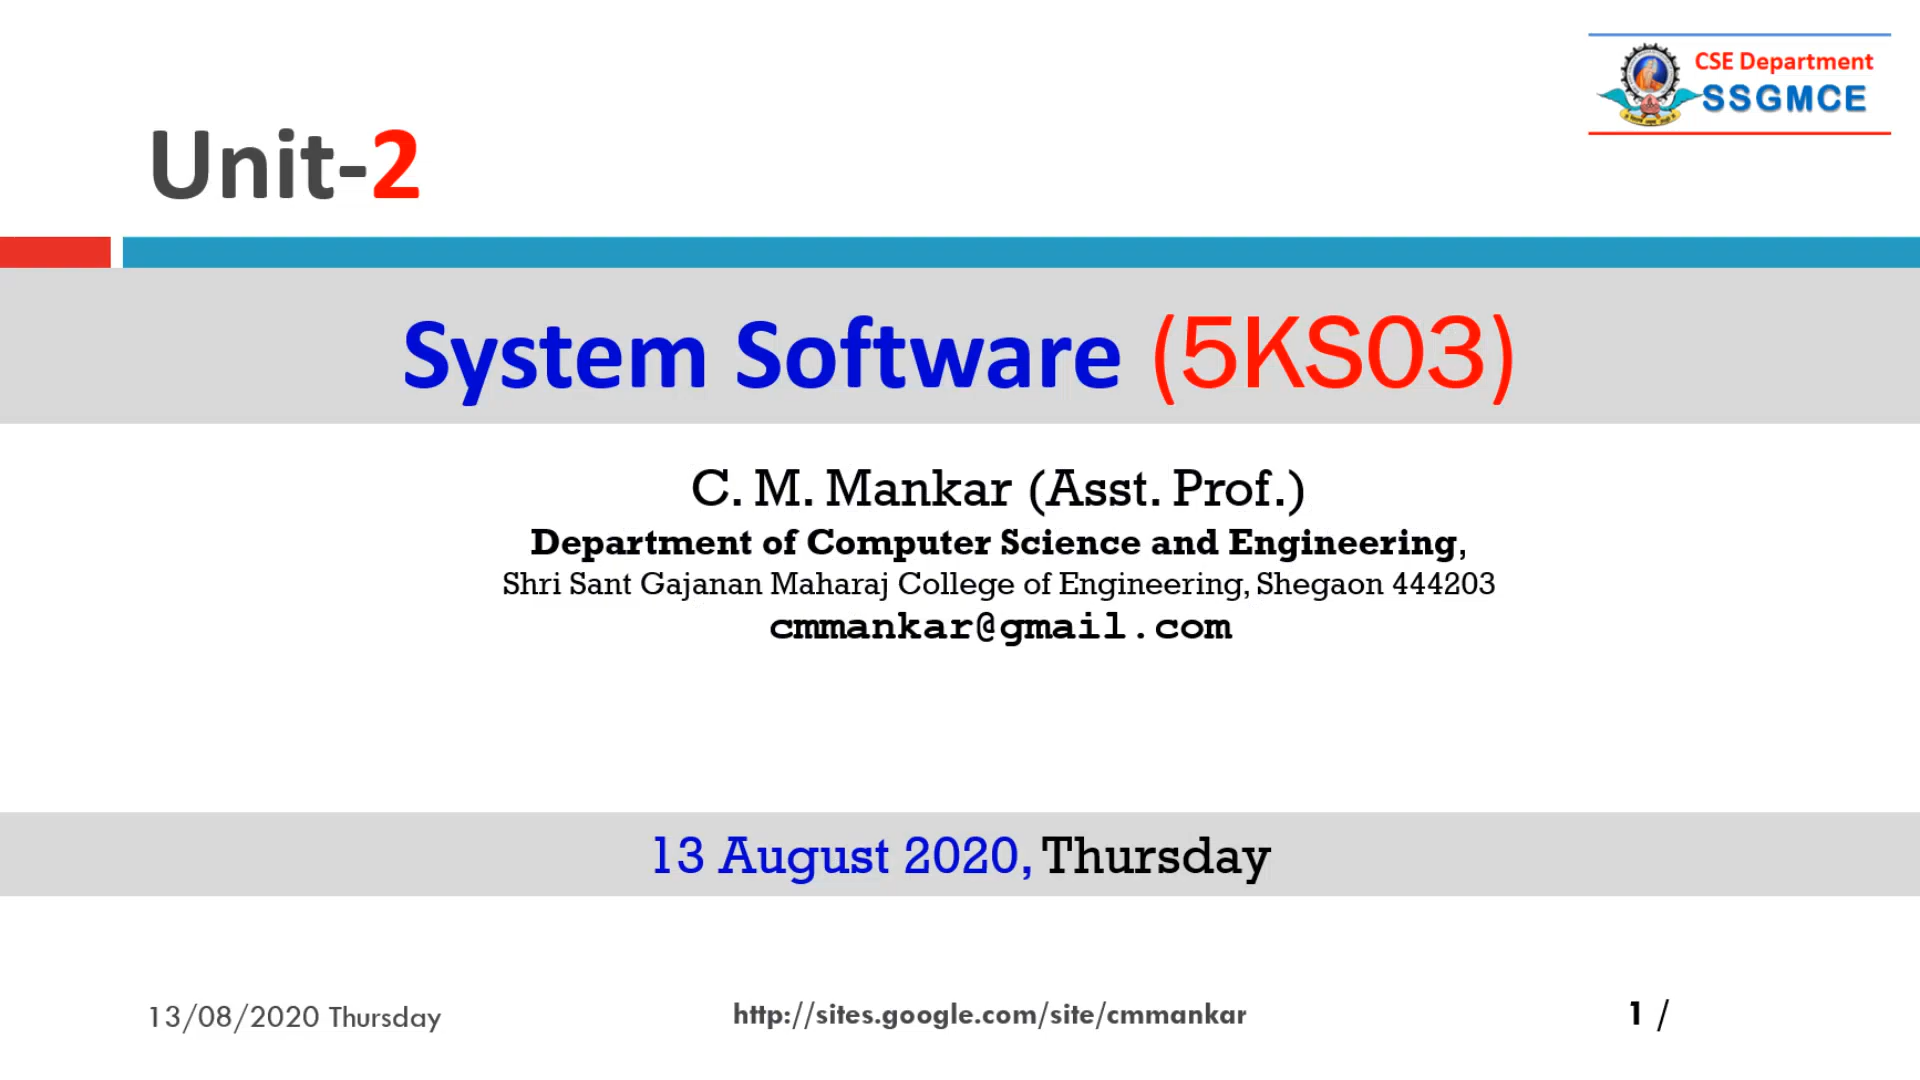 CSE Department
SSGMCE
Unit-2
System Software (5KS03)
C. M. Mankar (Asst. Prof.)
Department of Computer Science and Engineering,
Shri Sant Gajanan Maharaj College of Engineering, Shegaon 444203
cmmankar@gmail.com
13 August 2020, Thursday
13/08/2020 Thursday
http://sites.google.com/site/cmmankar
1 /